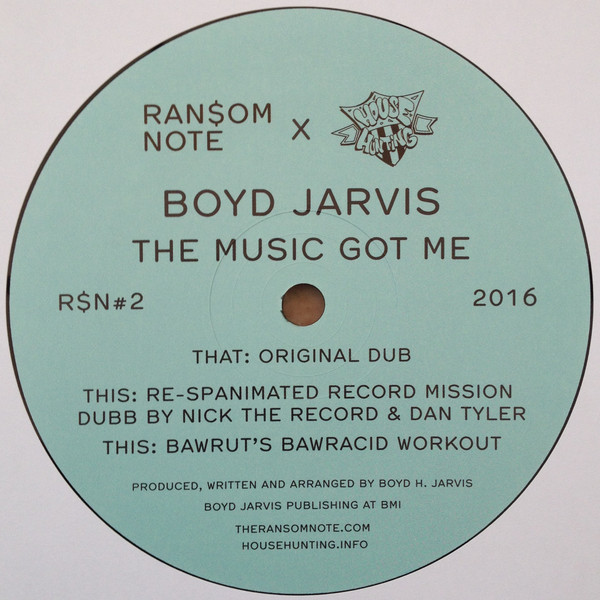 RAN$OM
NOTE
X
HOUSE
HUNTING
BOYD JARVIS
THE MUSIC GOT ME
R$N#2
2016
THAT: ORIGINAL DUB
THIS: RE-SPANIMATED RECORD MISSION
DUBB BY NICK THE RECORD & DAN TYLER
THIS: BAWRUT'S BAWRACID WORKOUT
PRODUCED, WRITTEN AND ARRANGED BY BOYD H. JARVIS
BOYD JARVIS PUBLISHING AT BMI
THERANSOMNOTE.COM
HOUSEHUNTING.INFO